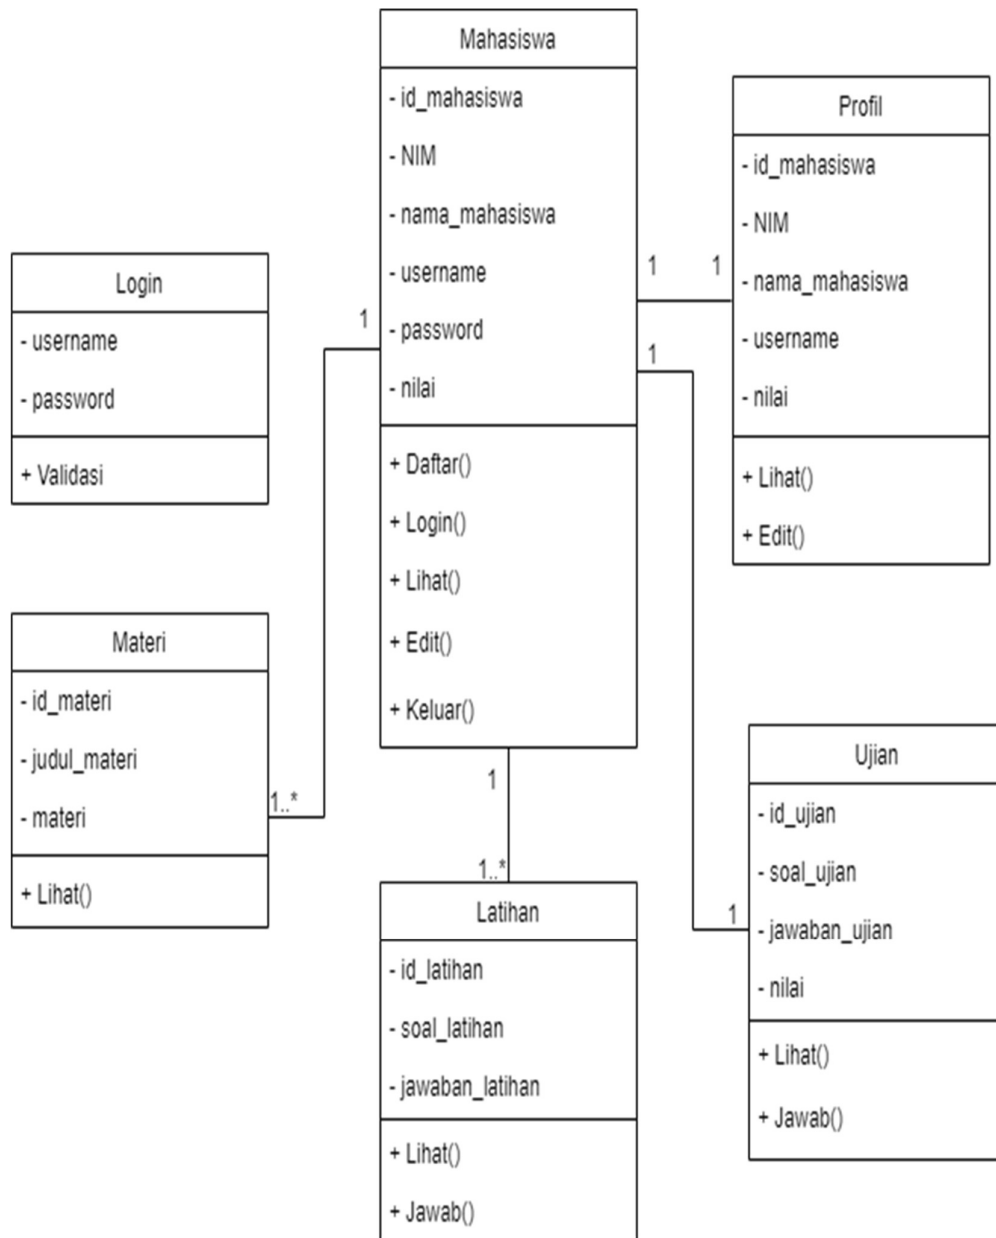 Mahasiswa
- id_mahasiswa
- NIM
- nama_mahasiswa
- username
- password
- nilai
+ Daftar()
+ Login()
+ Lihat()
+ Edit()
+ Keluar()
Profil
- id_mahasiswa
- NIM
- nama_mahasiswa
- username
- nilai
+ Lihat()
+ Edit()
1
1
Login
- username
- password
+ Validasi
1
1
Materi
- id_materi
- judul_materi
- materi
+ Lihat()
1..*
1
1..*
Latihan
- id_latihan
- soal_latihan
- jawaban_latihan
+ Lihat()
+ Jawab()
Ujian
- id_ujian
- soal_ujian
- jawaban_ujian
- nilai
+ Lihat()
+ Jawab()
1